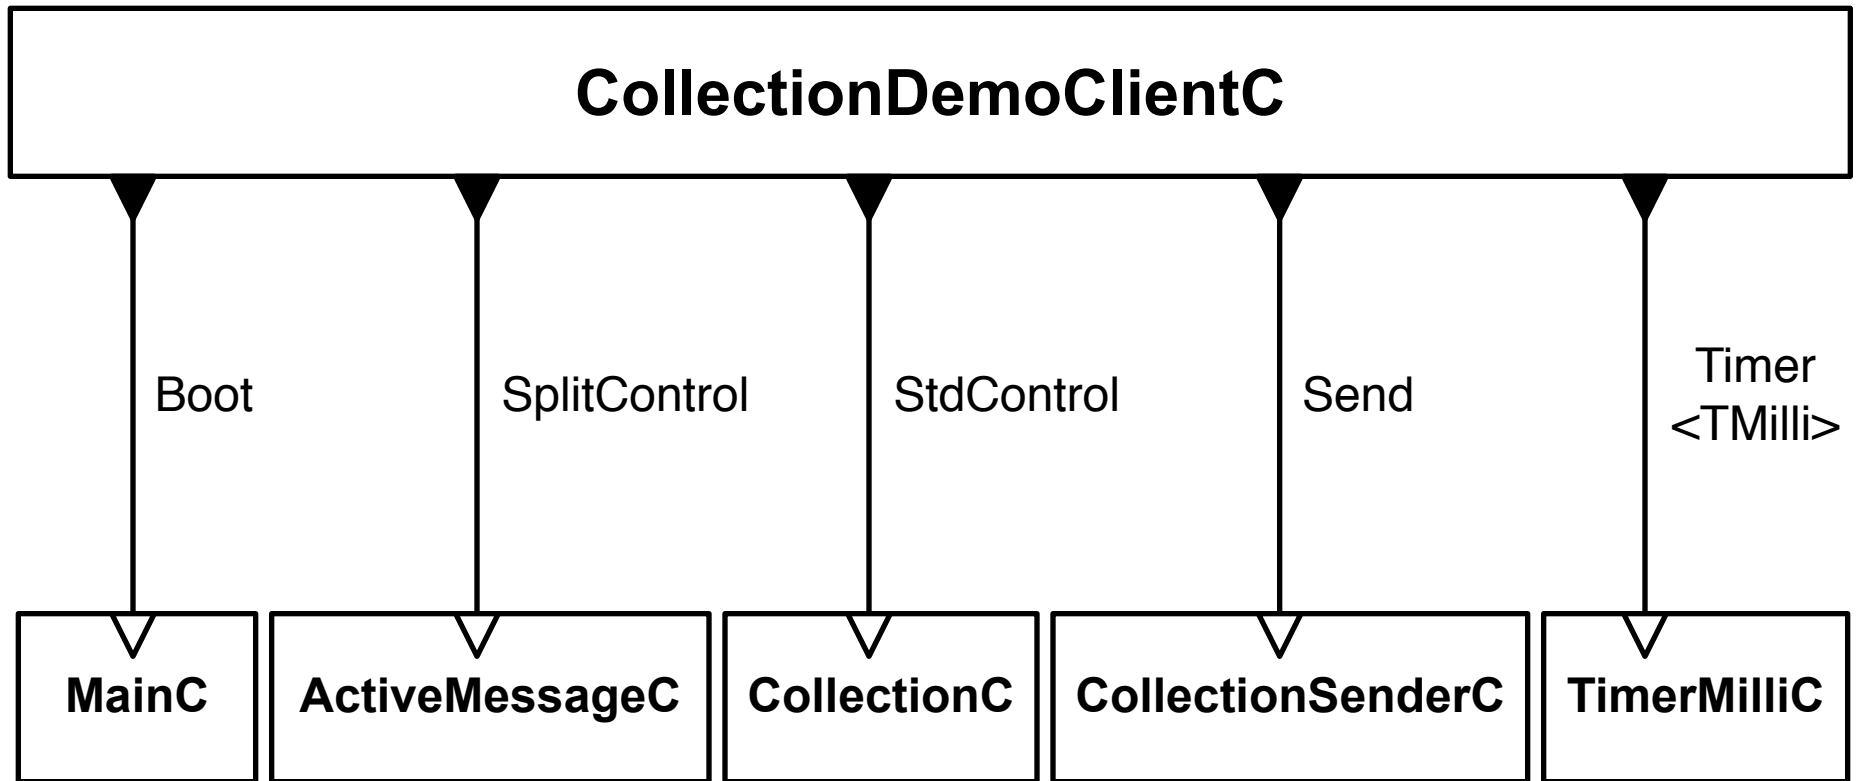 CollectionDemoClientC
Boot
SplitControl
StdControl
Send
Timer
<TMilli>
MainC
ActiveMessageC
CollectionC
CollectionSenderC
TimerMilliC